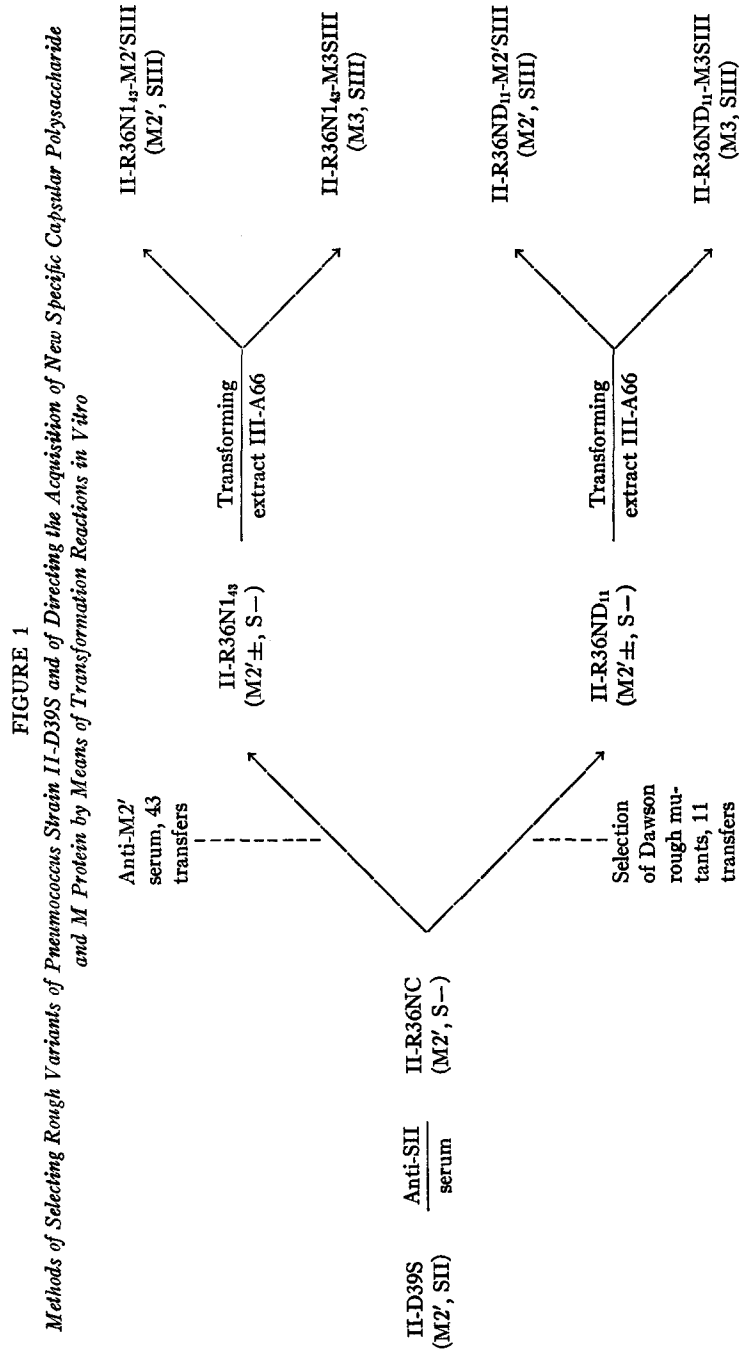 FIGURE 1
Methods of Selecting Rough Variants of Pneumococcus Strain II-D39S and of Directing the Acquisition of New Specific Capsular Polysaccharide
and M Protein by Means of Transformation Reactions in Vitro
II-D39S
(M2′, SII)
Anti-SII
serum
II-R36NC
(M2′, S—)
Anti-M2′
serum, 43
transfers
Selection
of Dawson
rough mu-
tants, 11
transfers
II-R36N1₄₃
(M2′±, S—)
II-R36ND₁₁
(M2′±, S—)
Transforming
extract III-A66
Transforming
extract III-A66
II-R36N1₄₃-M2′SIII
(M2′, SIII)
II-R36N1₄₃-M3SIII
(M3, SIII)
II-R36ND₁₁-M2′SIII
(M2′, SIII)
II-R36ND₁₁-M3SIII
(M3, SIII)